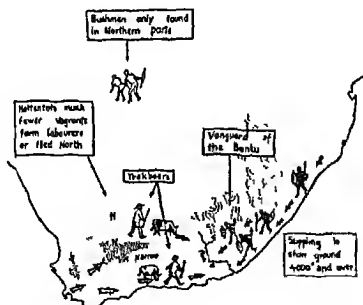 Bushmen only found
in Northern parts
Hottentots much
fewer Vagrants
farm labourers
or fled North
Vanguard of
the Bantu
Trekboers
Karroo
to
show ground
4000' and over